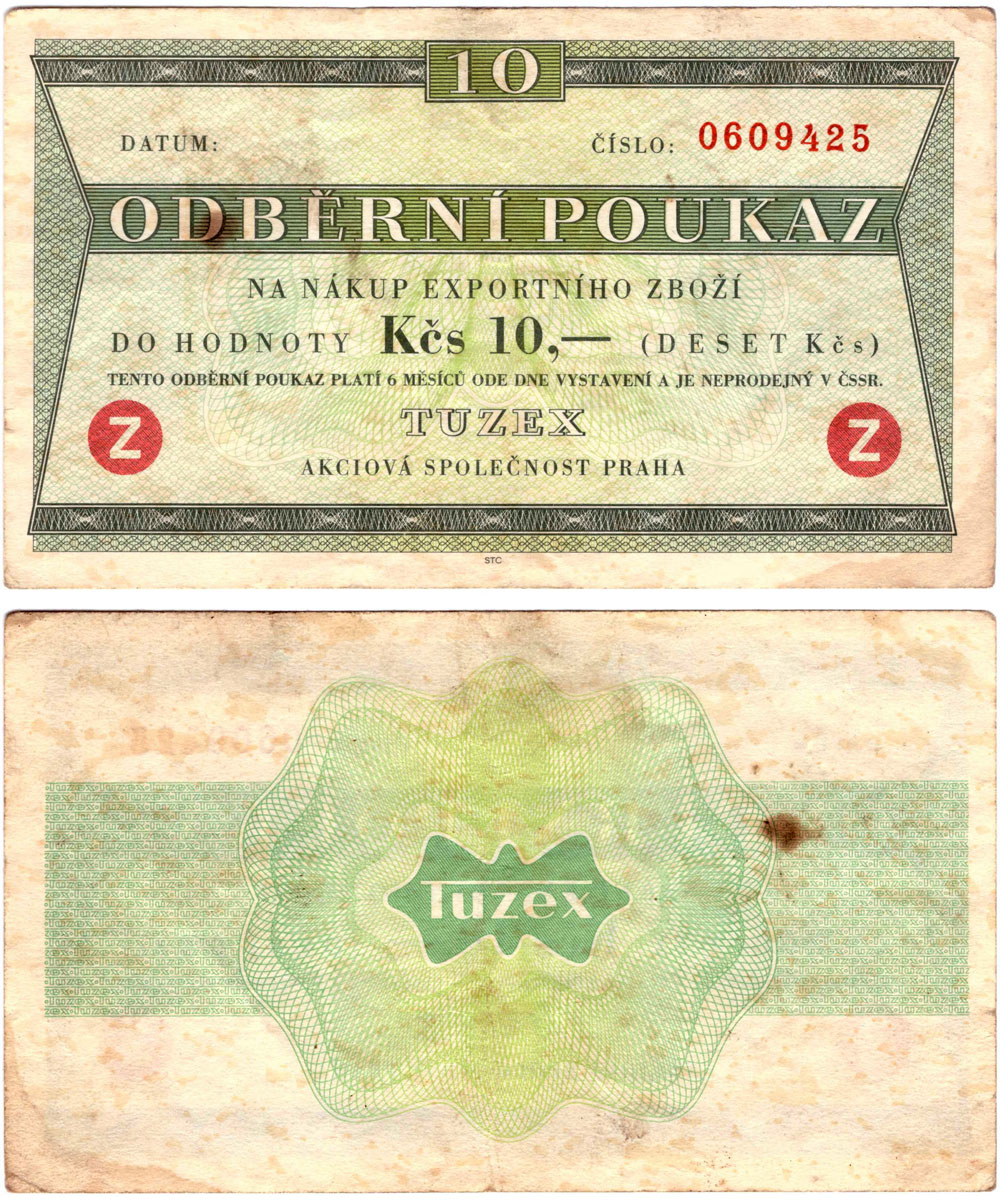 10
DATUM: ČÍSLO: 0609425
ODBĚRNÍ POUKAZ
NA NÁKUP EXPORTNÍHO ZBOŽÍ
DO HODNOTY Kčs 10,— (DESET Kčs)
TENTO ODBĚRNÍ POUKAZ PLATÍ 6 MĚSÍCŮ ODE DNE VYSTAVENÍ A JE NEPRODEJNÝ V ČSSR.
Z TUZEX Z
AKCIOVÁ SPOLEČNOST PRAHA
STC
Tuzex